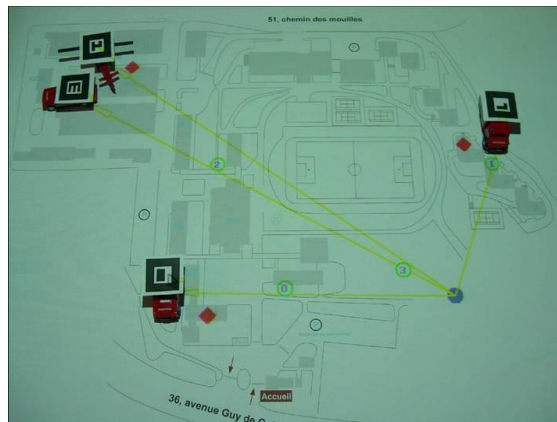 51, chemin des mouilles
P
E
2
1
P
3
0
P
Accueil
36, avenue Guy de C